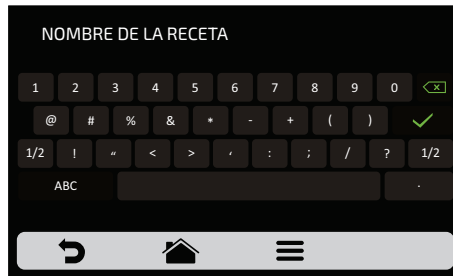 NOMBRE DE LA RECETA
1 2 3 4 5 6 7 8 9 0 x
@ # % & * - + ( )
1/2 ! “ < > ‘ : ; / ? 1/2
ABC .